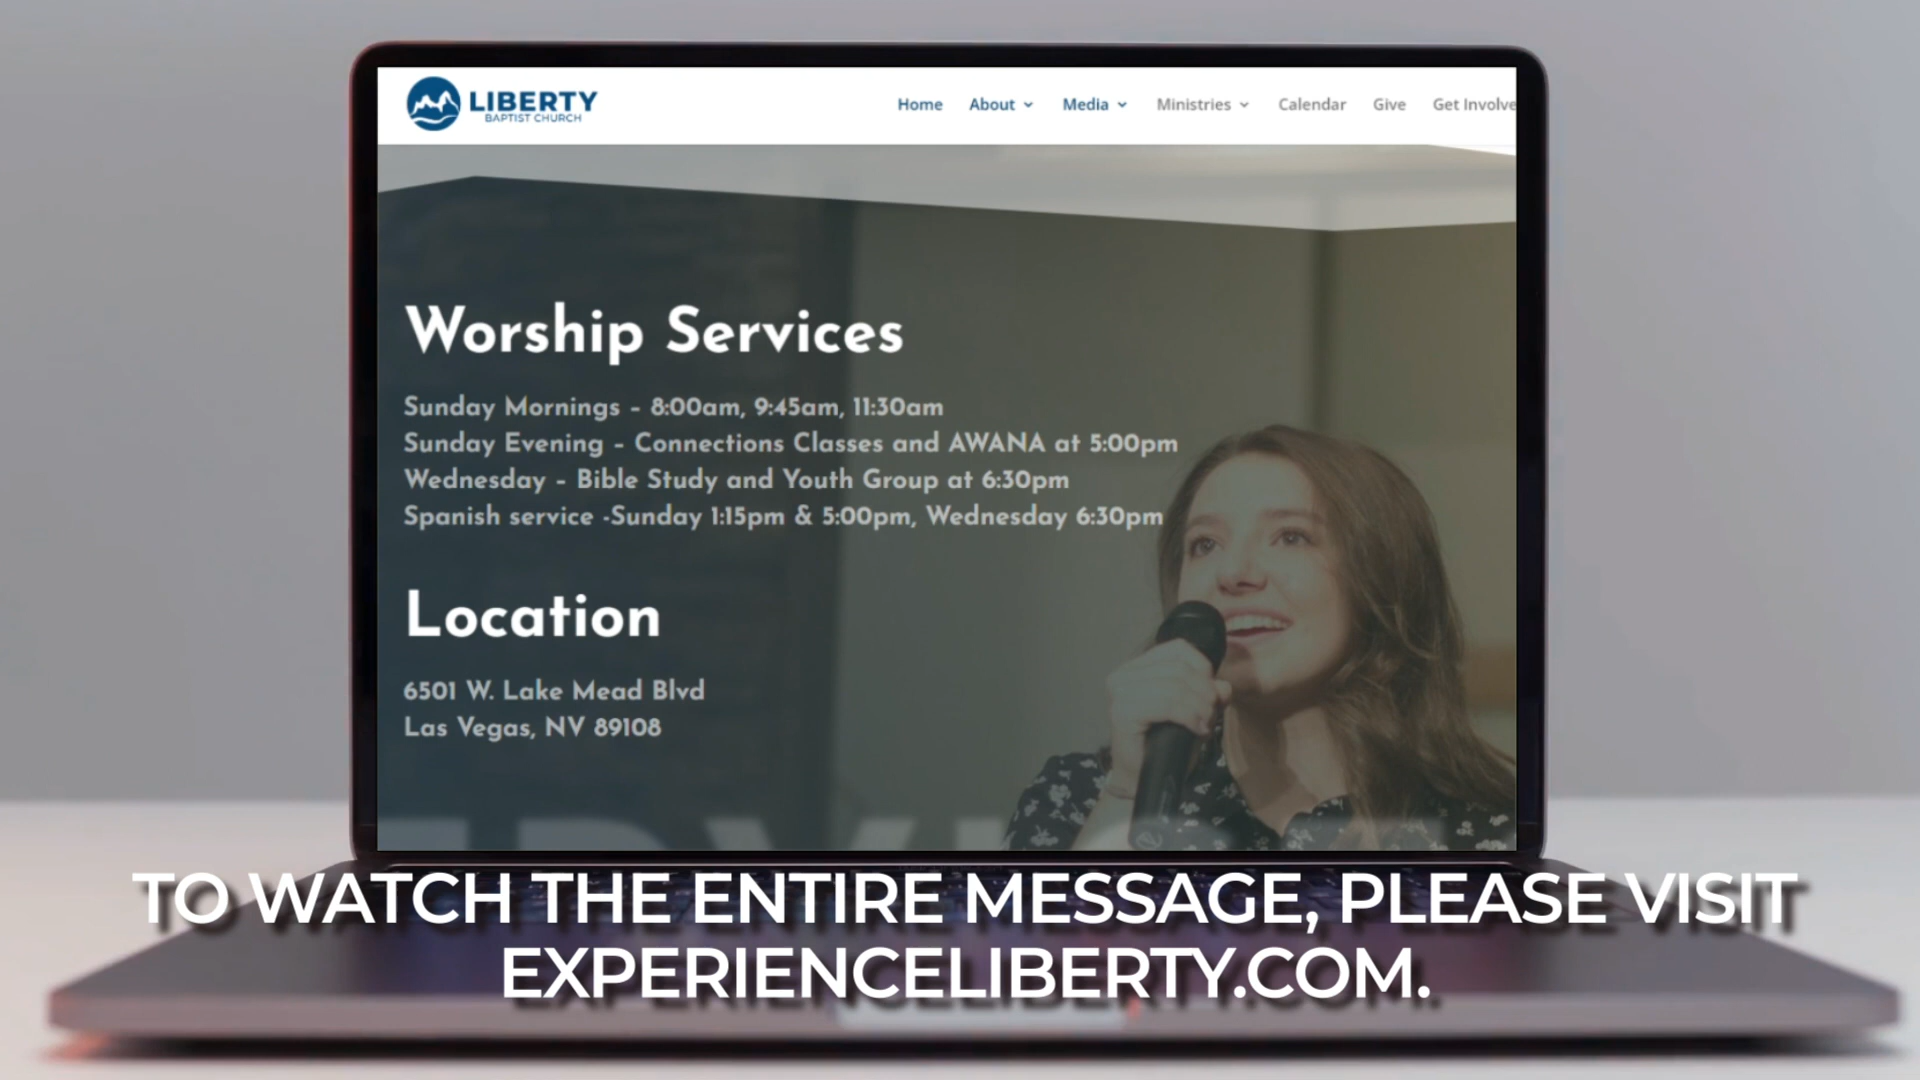 LIBERTY
BAPTIST CHURCH
Home About Media Ministries Calendar Give Get Involve
Worship Services
Sunday Mornings - 8:00am, 9:45am, 11:30am
Sunday Evening - Connections Classes and AWANA at 5:00pm
Wednesday - Bible Study and Youth Group at 6:30pm
Spanish service -Sunday 1:15pm & 5:00pm, Wednesday 6:30pm
Location
6501 W. Lake Mead Blvd
Las Vegas, NV 89108
TO WATCH THE ENTIRE MESSAGE, PLEASE VISIT
EXPERIENCELIBERTY.COM.